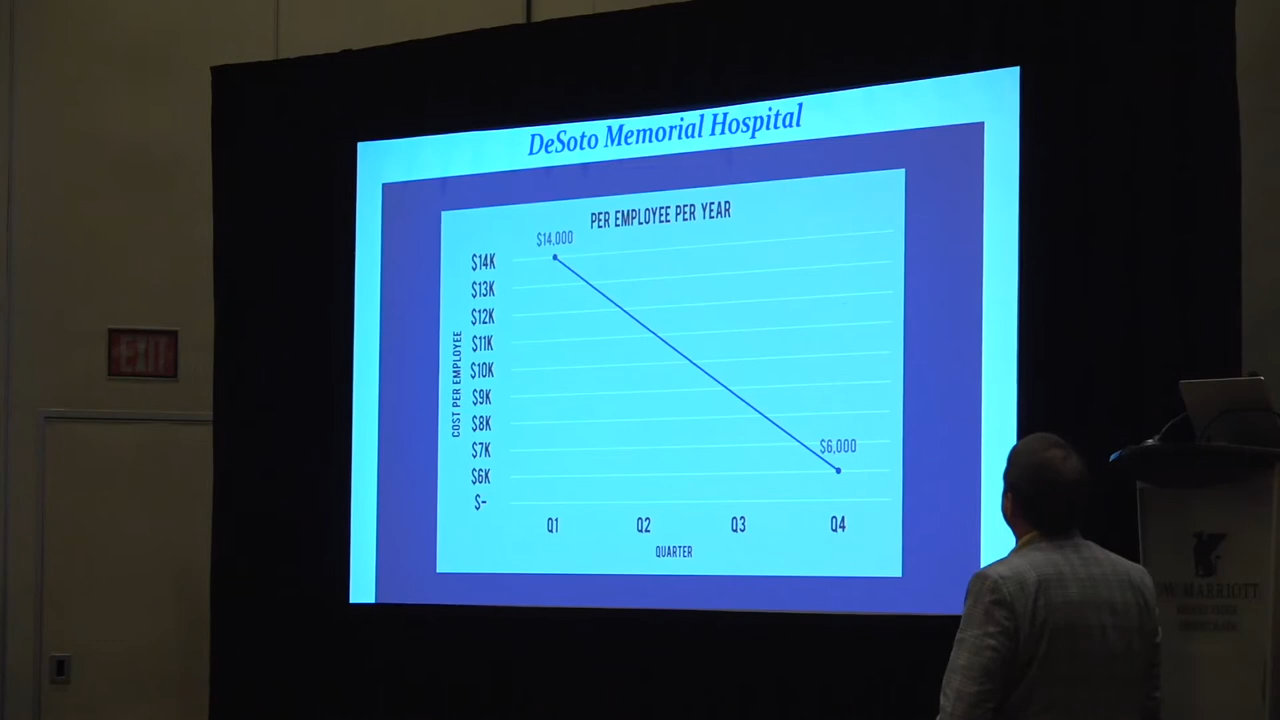 DeSoto Memorial Hospital
PER EMPLOYEE PER YEAR
$14,000
$14K
$13K
$12K
$11K
$10K
$9K
$8K
$7K
$6K
$-
COST PER EMPLOYEE
$6,000
Q1 Q2 Q3 Q4
QUARTER
EXIT
JW MARRIOTT